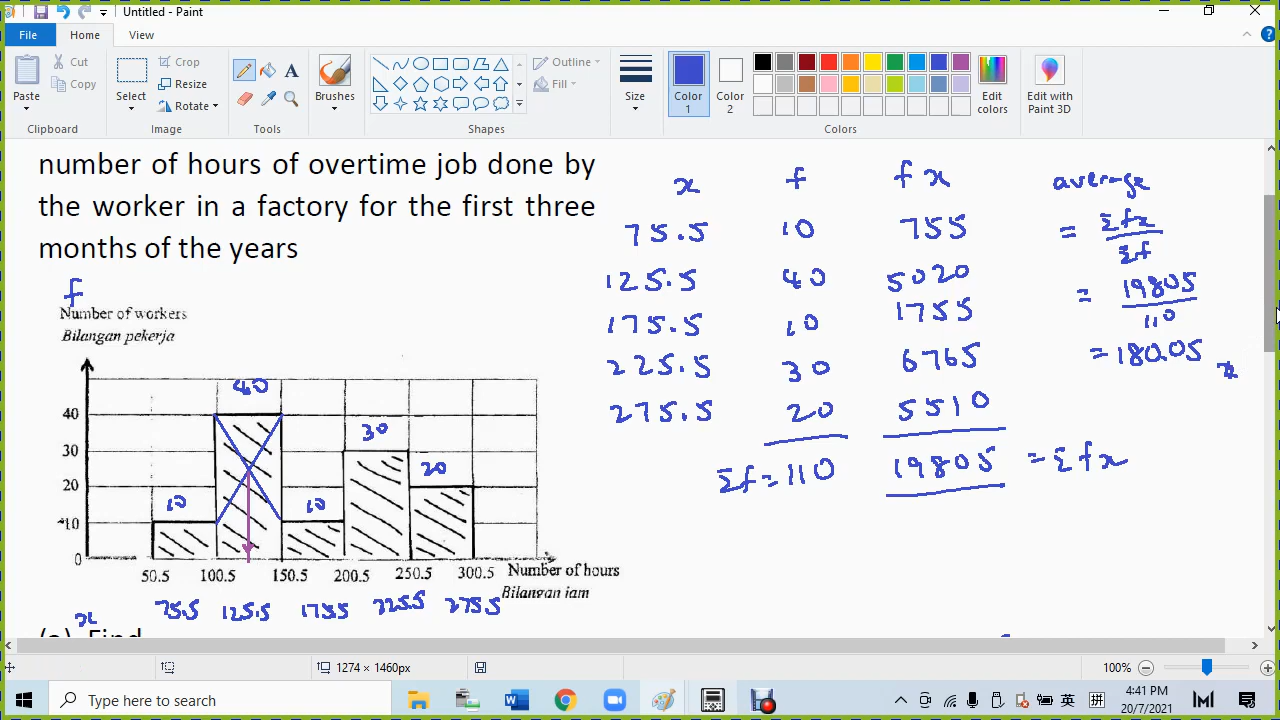 Untitled - Paint
File Home View
Paste Cut Copy Clipboard
Select Crop Resize Rotate Image
Tools
Brushes
Outline Fill Shapes
Size
Color 1 Color 2 Edit colors Colors
Edit with Paint 3D
number of hours of overtime job done by
the worker in a factory for the first three
months of the years
f
Number of workers
Bilangan pekerja
40
40
30
30
20
20
10
10
10
0
50.5 100.5 150.5 200.5 250.5 300.5 Number of hours
Bilangan jam
x 75.5 125.5 175.5 225.5 275.5
(a) Find
x f fx
75.5 10 755
125.5 40 5020
175.5 10 1755
225.5 30 6765
275.5 20 5510
Σf = 110 19805 = Σfx
average
= Σfx / Σf
= 19805 / 110
= 180.05
1274 × 1460px
100%
Type here to search
英 拼
4:41 PM
20/7/2021